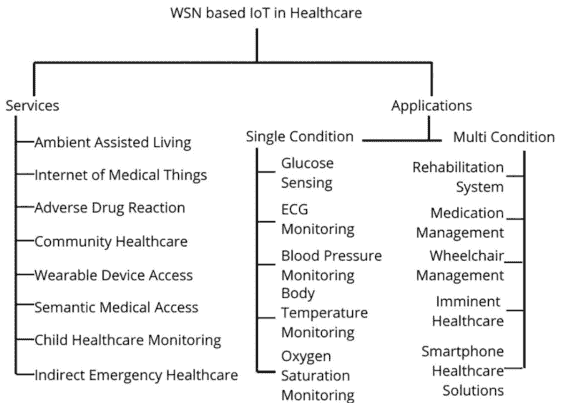 WSN based IoT in Healthcare
Services
Ambient Assisted Living
Internet of Medical Things
Adverse Drug Reaction
Community Healthcare
Wearable Device Access
Semantic Medical Access
Child Healthcare Monitoring
Indirect Emergency Healthcare
Applications
Single Condition
Glucose
Sensing
ECG
Monitoring
Blood Pressure
Monitoring
Body
Temperature
Monitoring
Oxygen
Saturation
Monitoring
Multi Condition
Rehabilitation
System
Medication
Management
Wheelchair
Management
Imminent
Healthcare
Smartphone
Healthcare
Solutions